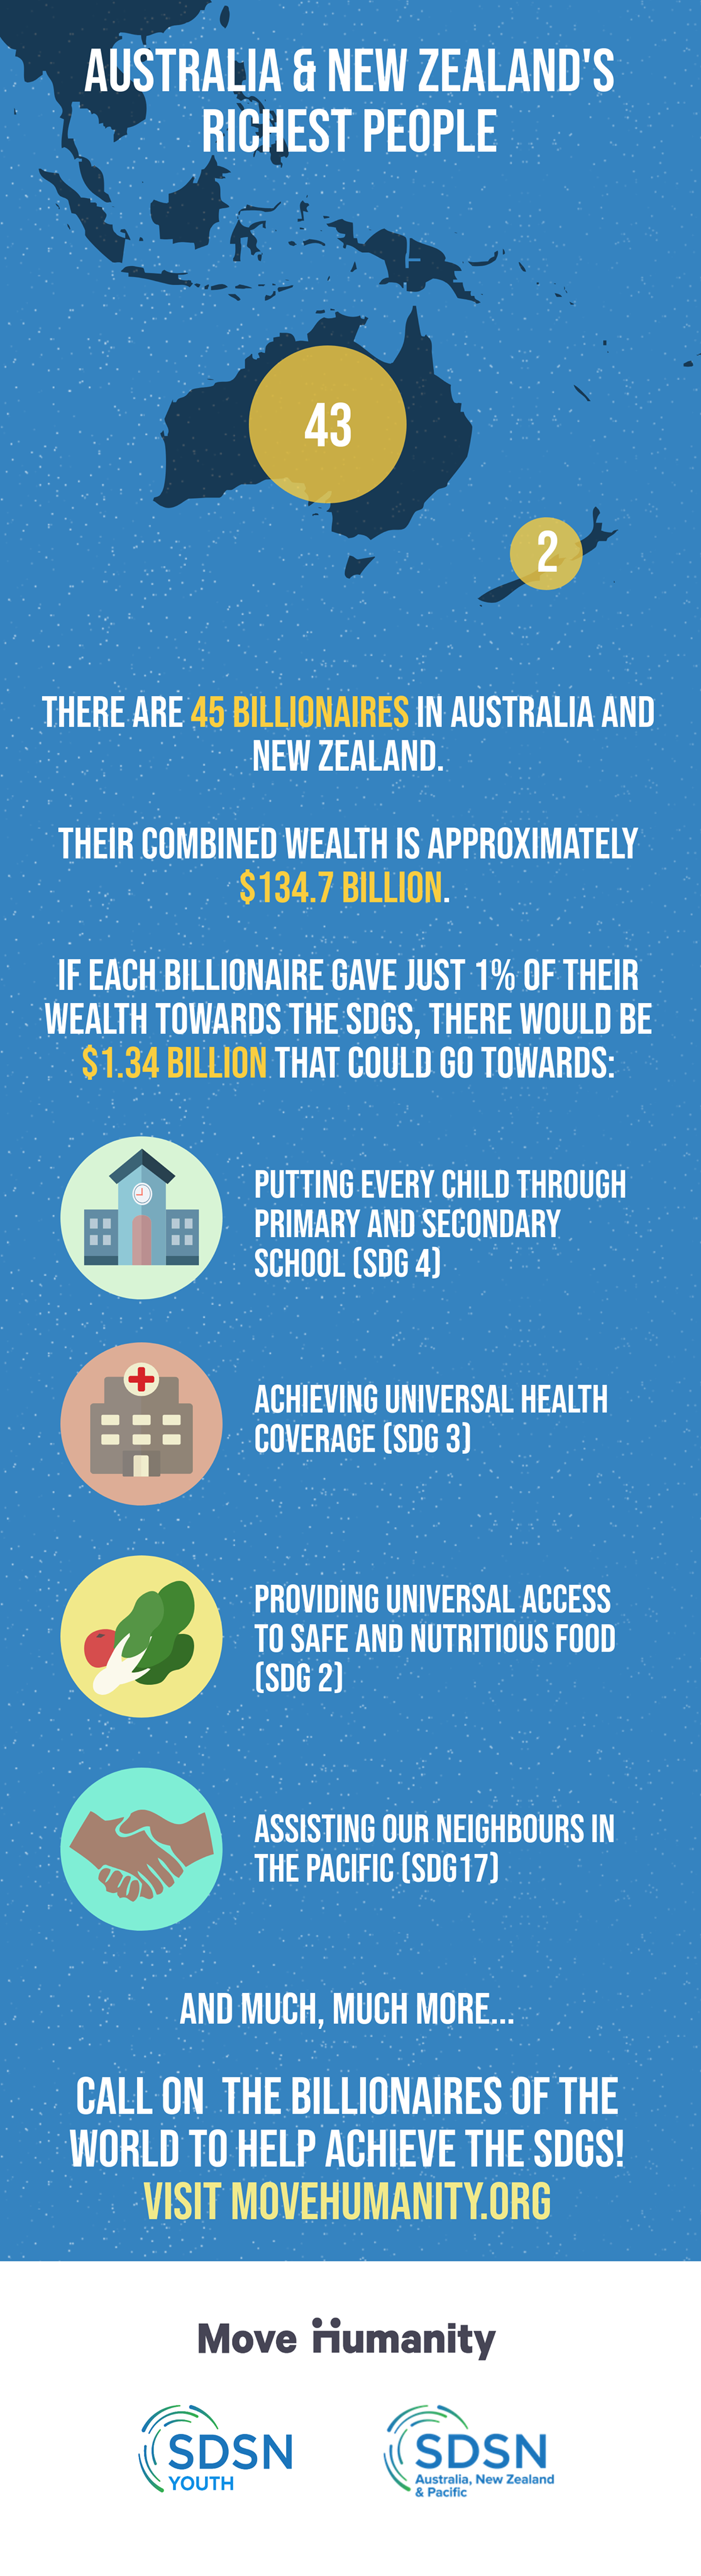 AUSTRALIA & NEW ZEALAND'S
RICHEST PEOPLE
43
2
THERE ARE 45 BILLIONAIRES IN AUSTRALIA AND
NEW ZEALAND.
THEIR COMBINED WEALTH IS APPROXIMATELY
$134.7 BILLION.
IF EACH BILLIONAIRE GAVE JUST 1% OF THEIR
WEALTH TOWARDS THE SDGS, THERE WOULD BE
$1.34 BILLION THAT COULD GO TOWARDS:
PUTTING EVERY CHILD THROUGH
PRIMARY AND SECONDARY
SCHOOL (SDG 4)
ACHIEVING UNIVERSAL HEALTH
COVERAGE (SDG 3)
PROVIDING UNIVERSAL ACCESS
TO SAFE AND NUTRITIOUS FOOD
(SDG 2)
ASSISTING OUR NEIGHBOURS IN
THE PACIFIC (SDG17)
AND MUCH, MUCH MORE...
CALL ON THE BILLIONAIRES OF THE
WORLD TO HELP ACHIEVE THE SDGS!
VISIT MOVEHUMANITY.ORG
Move Humanity
SDSN
YOUTH
SDSN
Australia, New Zealand
& Pacific